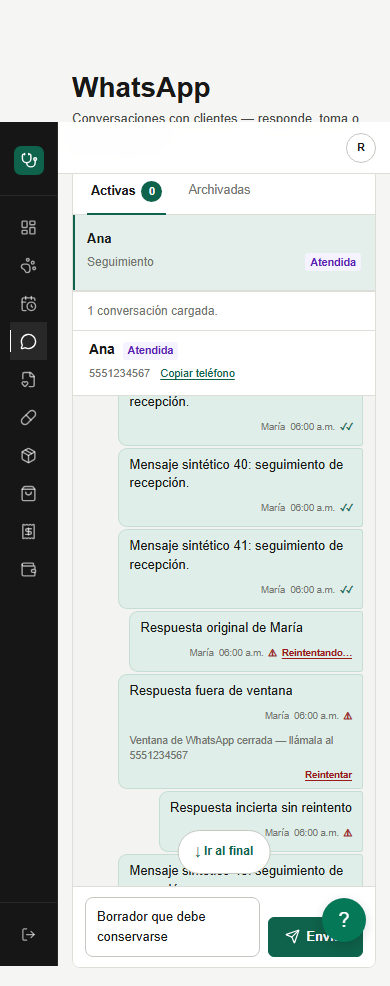 WhatsApp
Conversaciones con clientes — responde, toma o
R
Activas 0 Archivadas
Ana
Seguimiento Atendida
1 conversación cargada.
Ana Atendida
5551234567 Copiar teléfono
recepción.
María 06:00 a.m.
Mensaje sintético 40: seguimiento de
recepción.
María 06:00 a.m.
Mensaje sintético 41: seguimiento de
recepción.
María 06:00 a.m.
Respuesta original de María
María 06:00 a.m. Reintentando…
Respuesta fuera de ventana
María 06:00 a.m.
Ventana de WhatsApp cerrada — llámala al
5551234567
Reintentar
Respuesta incierta sin reintento
María 06:00 a.m.
↓ Ir al final
Mensaje seguimiento de
Borrador que debe
conservarse
?